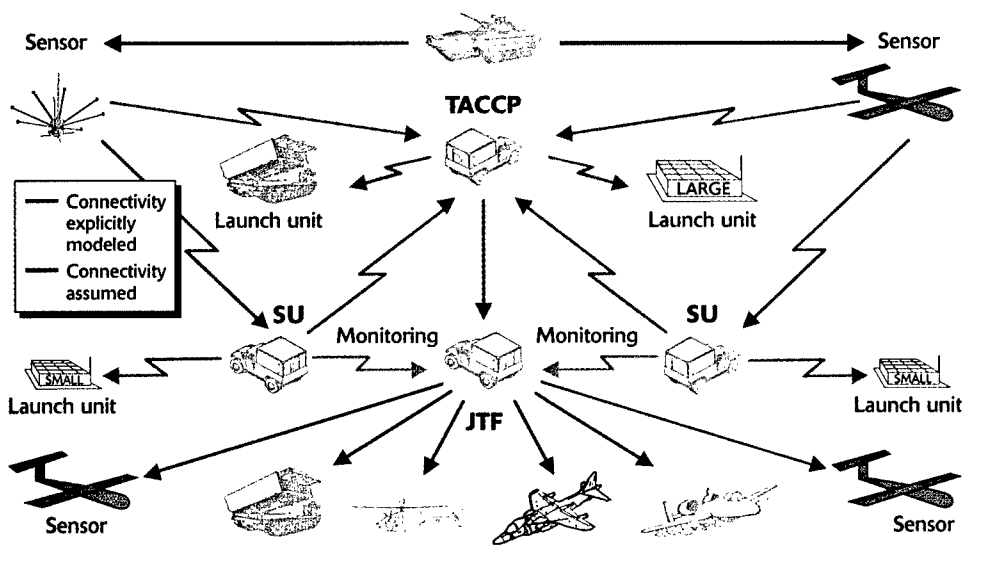 Sensor
Sensor
TACCP
LARGE
Launch unit
Launch unit
Connectivity
explicitly
modeled
Connectivity
assumed
SU
SU
Monitoring
Monitoring
SMALL
Launch unit
SMALL
Launch unit
JTF
Sensor
Sensor